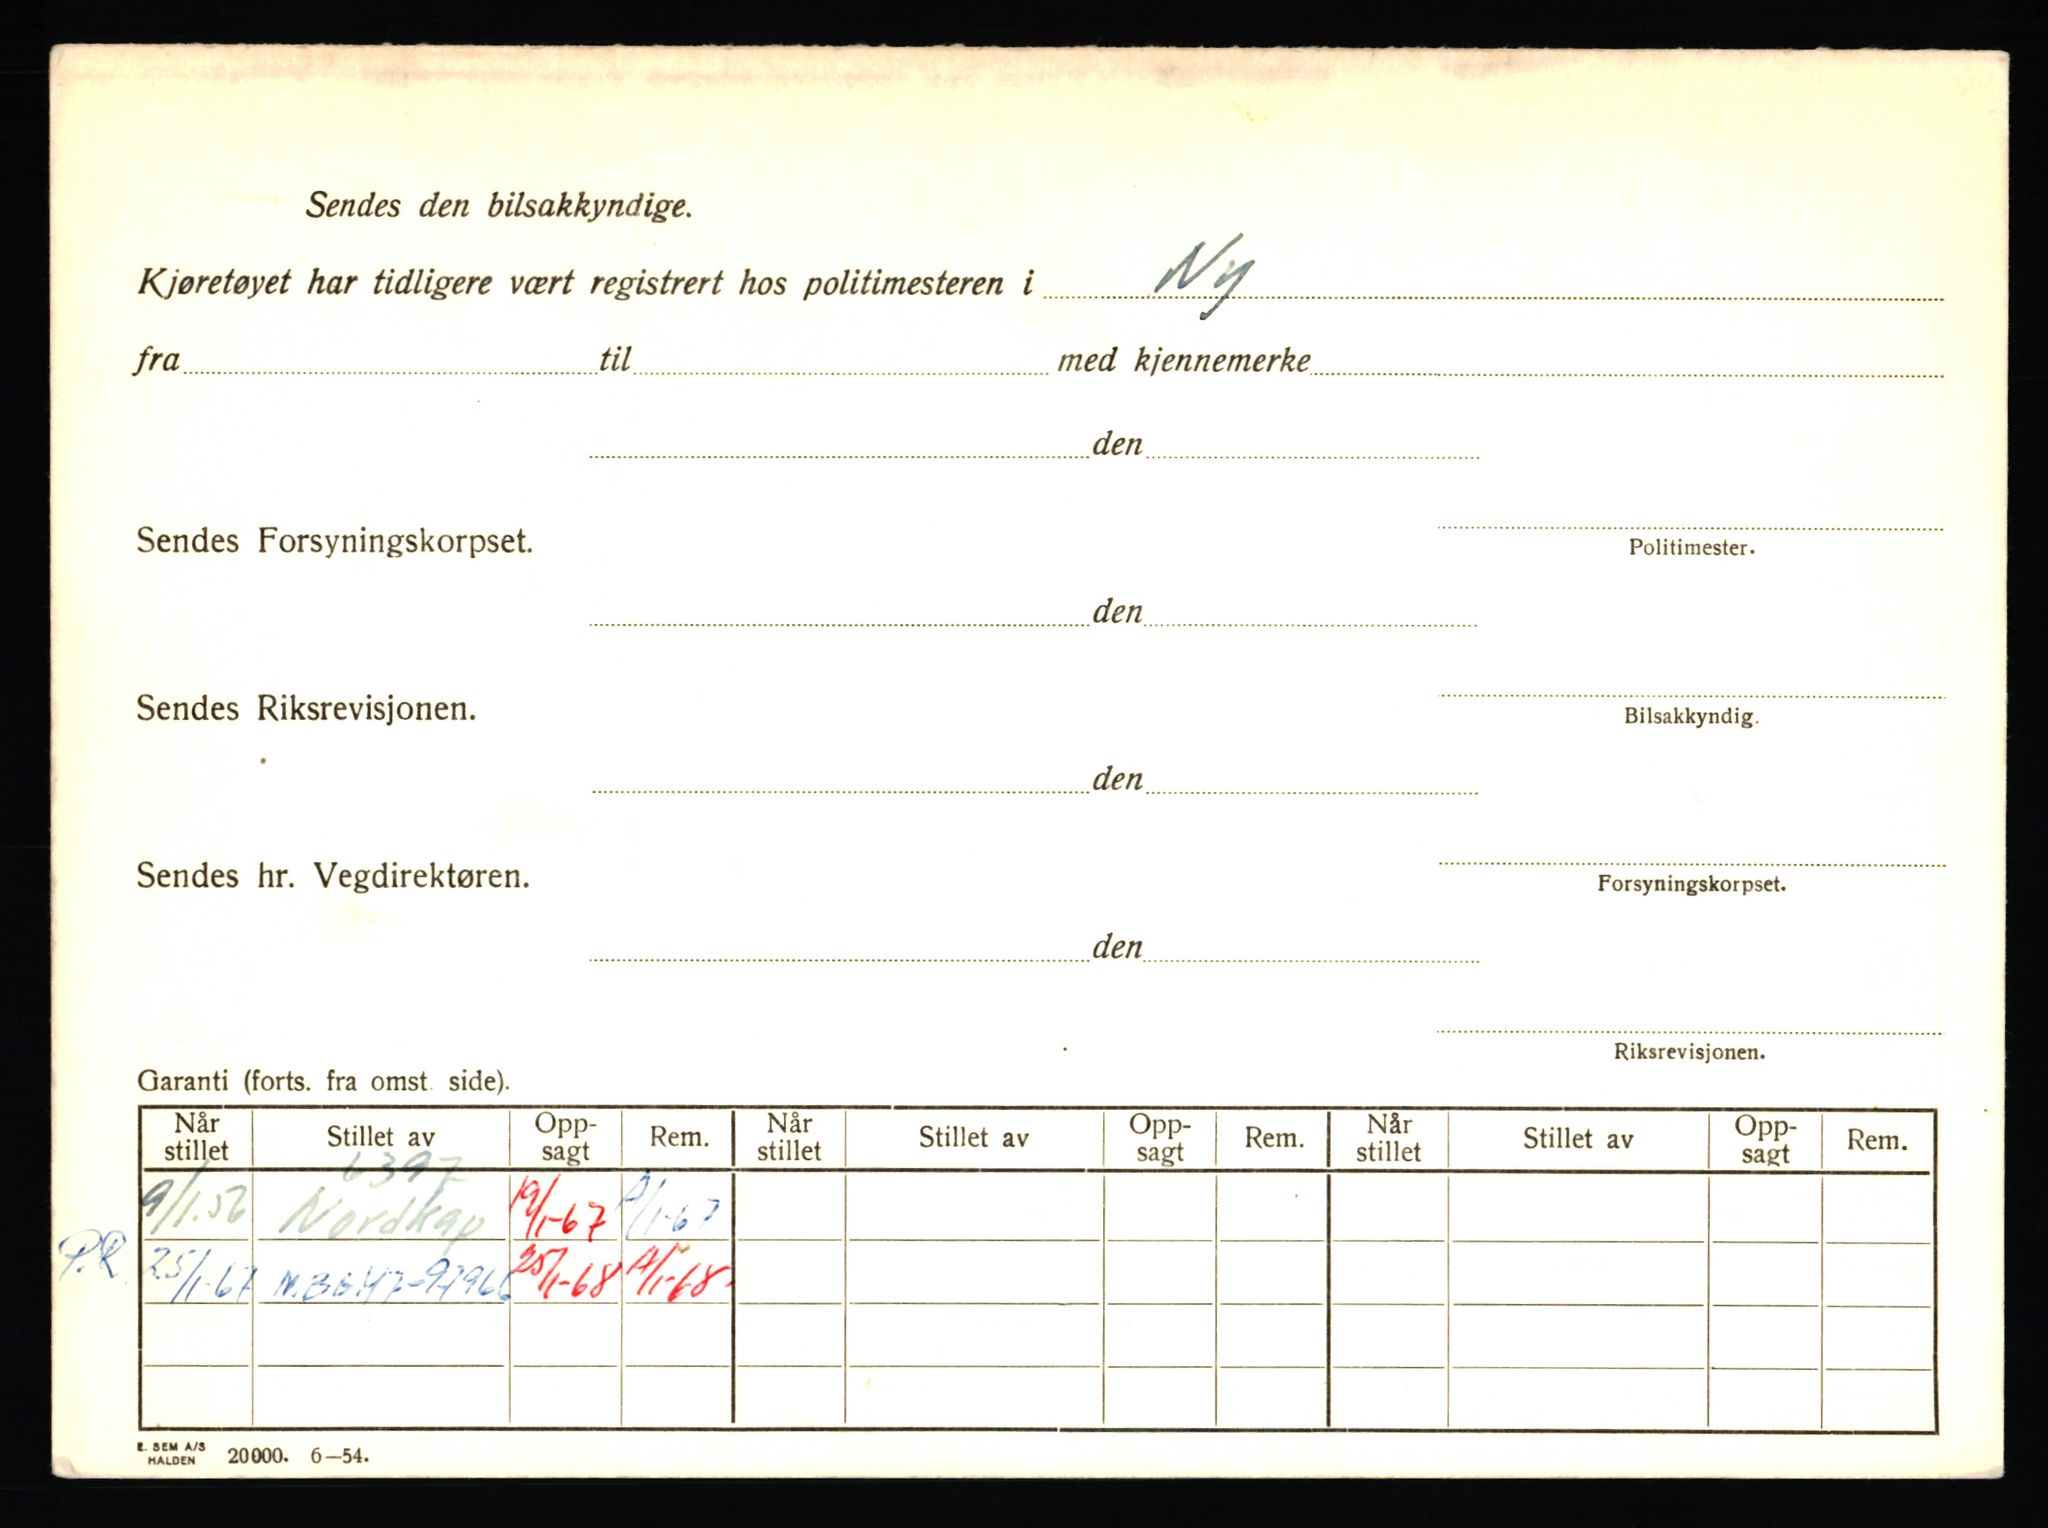 Sendes den bilsakkyndige.
Kjøretøyet har tidligere vært registrert hos politimesteren i Ny
fra til med kjennemerke
den
Sendes Forsyningskorpset.
Politimester.
den
Sendes Riksrevisjonen.
Bilsakkyndig.
den
Sendes hr. Vegdirektøren.
Forsyningskorpset.
den
Riksrevisjonen.
Garanti (forts. fra omst. side).
Når stillet Stillet av Opp-sagt Rem. Når stillet Stillet av Opp-sagt Rem. Når stillet Stillet av Opp-sagt Rem.
6397
9/1.56 Nordkap 19/1-67 A/1-67
P.R. 25/1-67 25/1-68 A/1-68
E. SEM A/S
HALDEN 20000. 6—54.